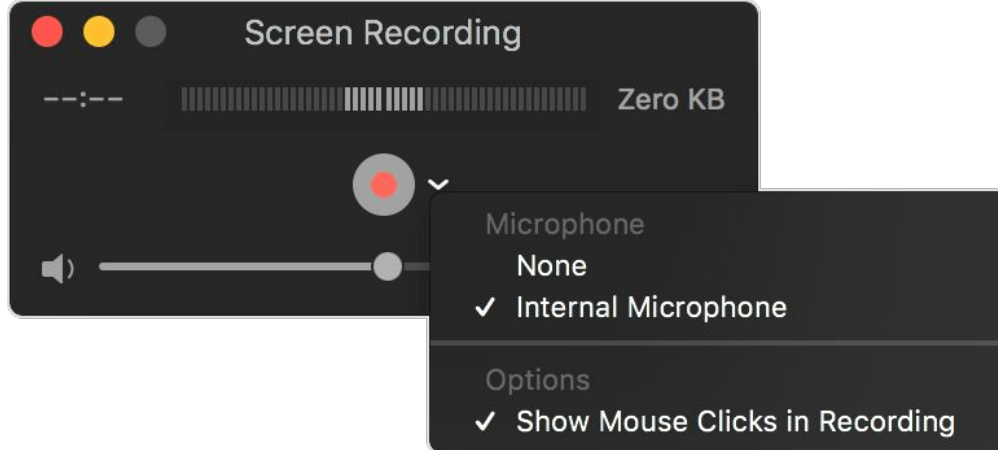 Screen Recording
--:-- Zero KB
Microphone
None
✓ Internal Microphone
Options
✓ Show Mouse Clicks in Recording